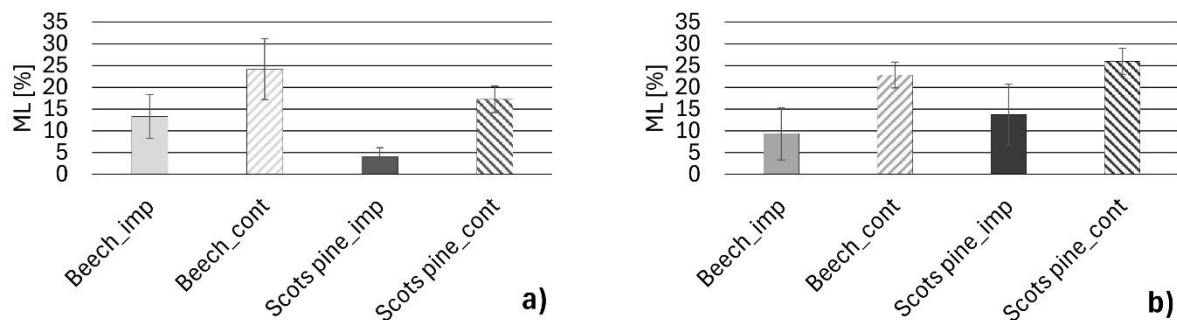 ML [%]
35
30
25
20
15
10
5
0
Beech_imp
Beech_cont
Scots pine_imp
Scots pine_cont
a)
ML [%]
35
30
25
20
15
10
5
0
Beech_imp
Beech_cont
Scots pine_imp
Scots pine_cont
b)